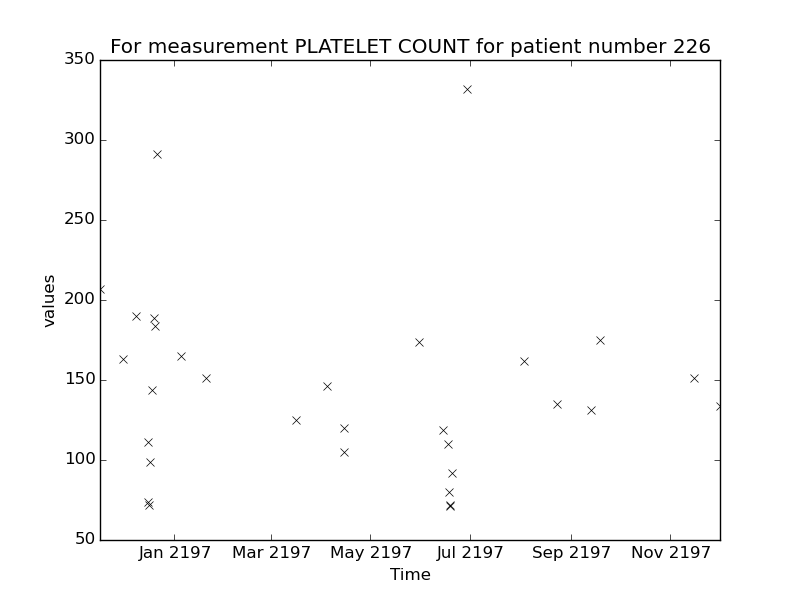 For measurement PLATELET COUNT for patient number 226
350
300
250
200
150
100
50
values
Jan 2197 Mar 2197 May 2197 Jul 2197 Sep 2197 Nov 2197
Time